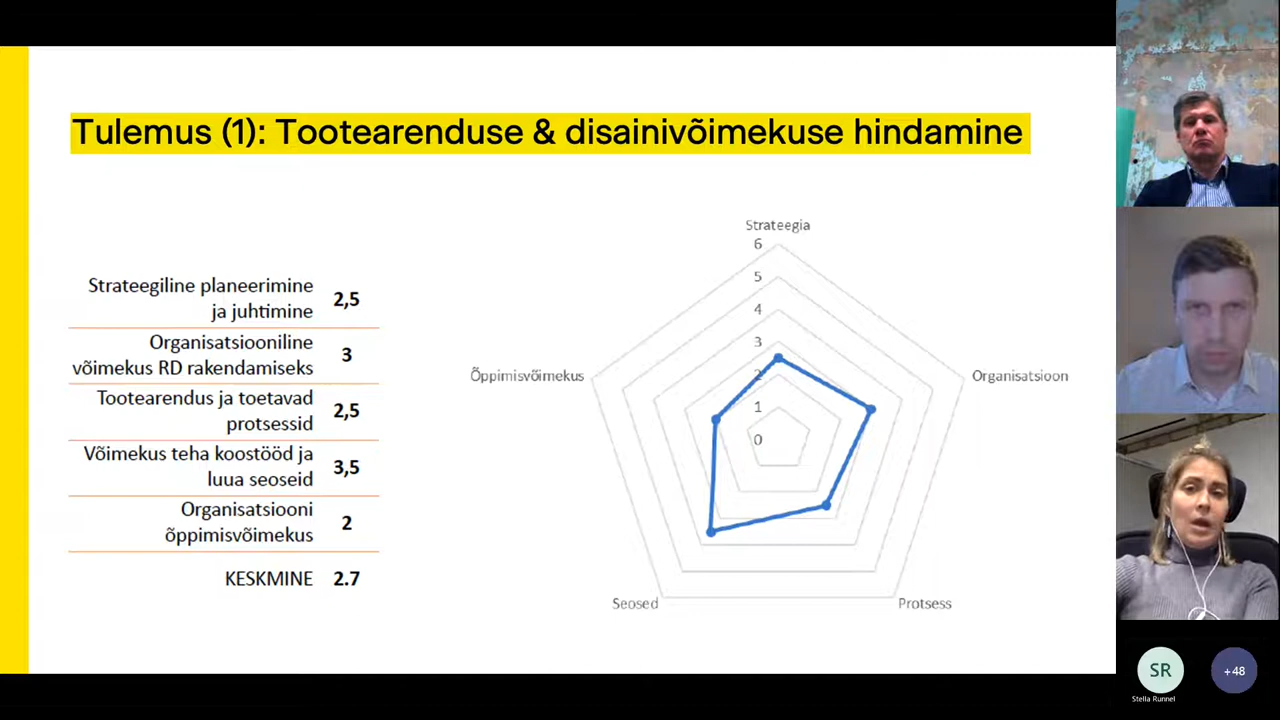 Tulemus (1): Tootearenduse & disainivõimekuse hindamine
Strateegiline planeerimine
ja juhtimine
2,5
Organisatsiooniline
võimekus RD rakendamiseks
3
Tootearendus ja toetavad
protsessid
2,5
Võimekus teha koostööd ja
luua seoseid
3,5
Organisatsiooni
õppimisvõimekus
2
KESKMINE 2.7
Strateegia
6
5
4
3
2
1
0
Õppimisvõimekus
Organisatsioon
Seosed
Protsess
SR
Stella Runnel
+48